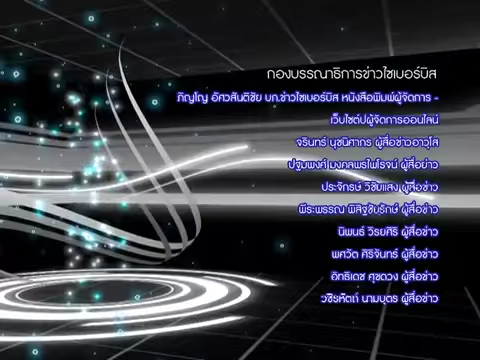 กองบรรณาธิการข่าวไซเบอร์บิส
ภิญโญ อัศวสันติชัย บก.ข่าวไซเบอร์บิส หนังสือพิมพ์ผู้จัดการ -
เว็บไซต์ผู้จัดการออนไลน์
จรินทร์ นุชนิศากร ผู้สื่อข่าวอาวุโส
ปฐมพงศ์ มงคลพรไพโรจน์ ผู้สื่อข่าว
ประจักรษ์ วิชัยแสง ผู้สื่อข่าว
พีระพรรณ พิสิฐชัยรักษ์ ผู้สื่อข่าว
นิพนธ์ วิรยศิริ ผู้สื่อข่าว
พศวัต ศิริจันทร์ ผู้สื่อข่าว
อิทธิเดช ศุขดวง ผู้สื่อข่าว
วชิรหัตถ์ นามบุตร ผู้สื่อข่าว